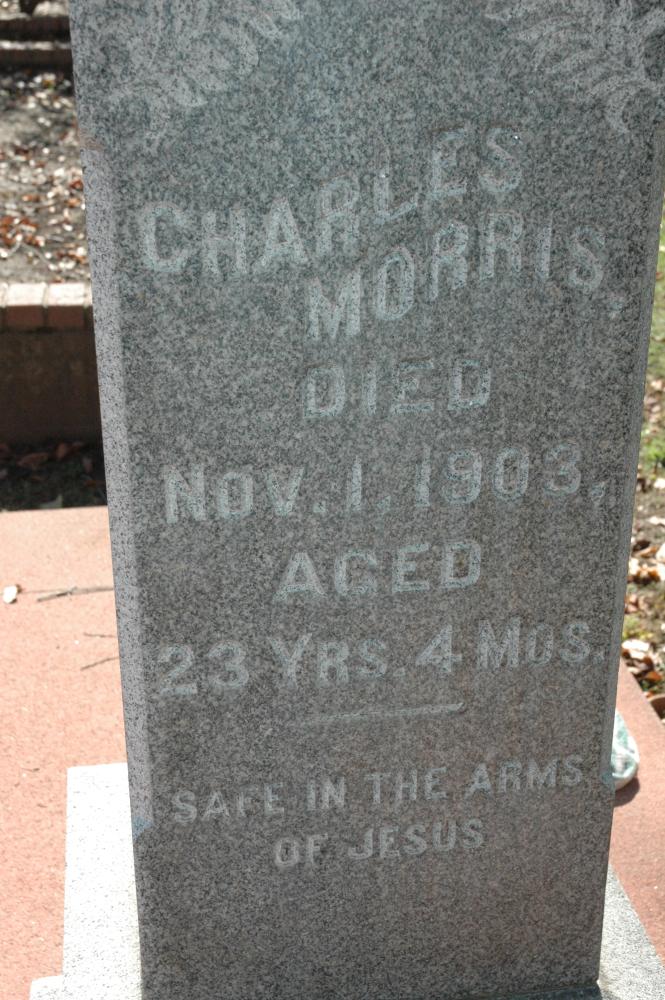 CHARLES
MORRIS,
DIED
NOV. 1, 1903,
AGED
23 YRS. 4 MOS.
SAFE IN THE ARMS
OF JESUS